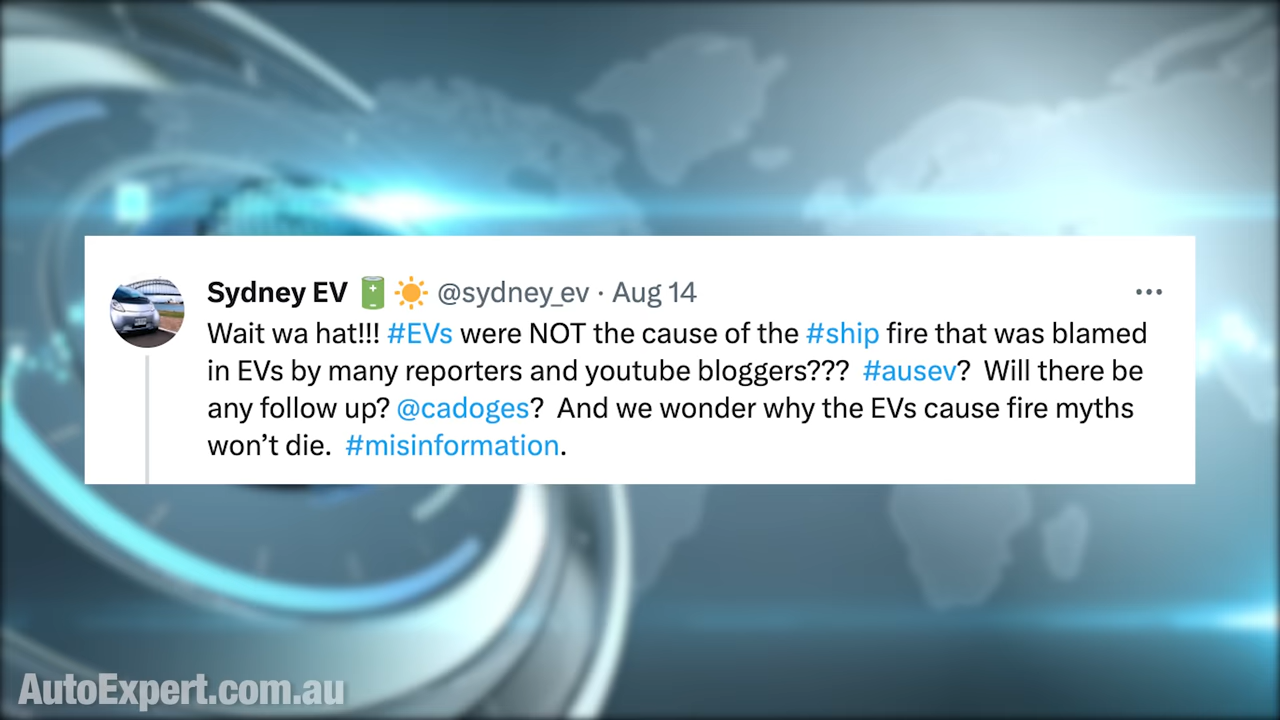 Sydney EV 🔋☀️ @sydney_ev · Aug 14
Wait wa hat!!! #EVs were NOT the cause of the #ship fire that was blamed
in EVs by many reporters and youtube bloggers??? #ausev? Will there be
any follow up? @cadoges? And we wonder why the EVs cause fire myths
won’t die. #misinformation.
AutoExpert.com.au